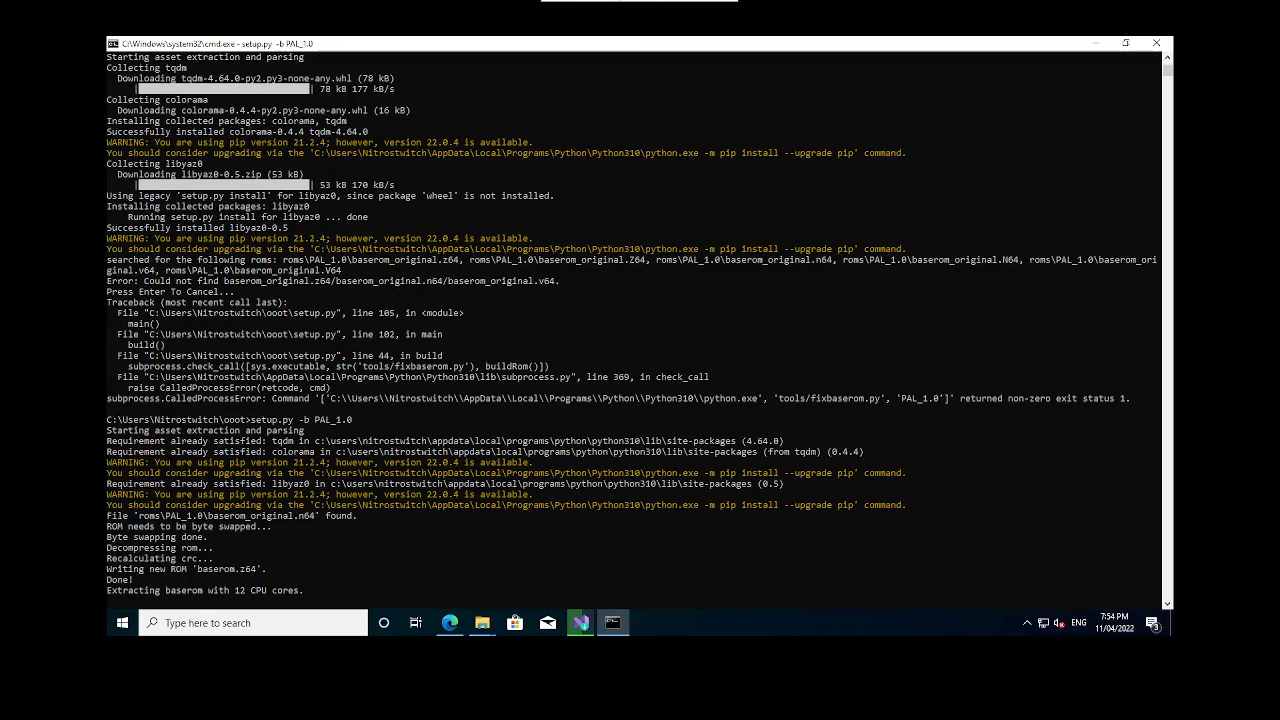 C:\Windows\system32\cmd.exe - setup.py -b PAL_1.0
Starting asset extraction and parsing
Collecting tqdm
Downloading tqdm-4.64.0-py2.py3-none-any.whl (78 kB)
| | 78 kB 177 kB/s
Collecting colorama
Downloading colorama-0.4.4-py2.py3-none-any.whl (16 kB)
Installing collected packages: colorama, tqdm
Successfully installed colorama-0.4.4 tqdm-4.64.0
WARNING: You are using pip version 21.2.4; however, version 22.0.4 is available.
You should consider upgrading via the 'C:\Users\Nitrostwitch\AppData\Local\Programs\Python\Python310\python.exe -m pip install --upgrade pip' command.
Collecting libyaz0
Downloading libyaz0-0.5.zip (53 kB)
| | 53 kB 170 kB/s
Using legacy 'setup.py install' for libyaz0, since package 'wheel' is not installed.
Installing collected packages: libyaz0
Running setup.py install for libyaz0 ... done
Successfully installed libyaz0-0.5
WARNING: You are using pip version 21.2.4; however, version 22.0.4 is available.
You should consider upgrading via the 'C:\Users\Nitrostwitch\AppData\Local\Programs\Python\Python310\python.exe -m pip install --upgrade pip' command.
searched for the following roms: roms\PAL_1.0\baserom_original.z64, roms\PAL_1.0\baserom_original.Z64, roms\PAL_1.0\baserom_original.n64, roms\PAL_1.0\baserom_original.N64, roms\PAL_1.0\baserom_ori
ginal.v64, roms\PAL_1.0\baserom_original.V64
Error: Could not find baserom_original.z64/baserom_original.n64/baserom_original.v64.
Press Enter To Cancel...
Traceback (most recent call last):
File "C:\Users\Nitrostwitch\ooot\setup.py", line 105, in <module>
main()
File "C:\Users\Nitrostwitch\ooot\setup.py", line 102, in main
build()
File "C:\Users\Nitrostwitch\ooot\setup.py", line 44, in build
subprocess.check_call([sys.executable, str('tools/fixbaserom.py'), buildRom()])
File "C:\Users\Nitrostwitch\AppData\Local\Programs\Python\Python310\lib\subprocess.py", line 369, in check_call
raise CalledProcessError(retcode, cmd)
subprocess.CalledProcessError: Command '['C:\\Users\\Nitrostwitch\\AppData\\Local\\Programs\\Python\\Python310\\python.exe', 'tools/fixbaserom.py', 'PAL_1.0']' returned non-zero exit status 1.
C:\Users\Nitrostwitch\ooot>setup.py -b PAL_1.0
Starting asset extraction and parsing
Requirement already satisfied: tqdm in c:\users\nitrostwitch\appdata\local\programs\python\python310\lib\site-packages (4.64.0)
Requirement already satisfied: colorama in c:\users\nitrostwitch\appdata\local\programs\python\python310\lib\site-packages (from tqdm) (0.4.4)
WARNING: You are using pip version 21.2.4; however, version 22.0.4 is available.
You should consider upgrading via the 'C:\Users\Nitrostwitch\AppData\Local\Programs\Python\Python310\python.exe -m pip install --upgrade pip' command.
Requirement already satisfied: libyaz0 in c:\users\nitrostwitch\appdata\local\programs\python\python310\lib\site-packages (0.5)
WARNING: You are using pip version 21.2.4; however, version 22.0.4 is available.
You should consider upgrading via the 'C:\Users\Nitrostwitch\AppData\Local\Programs\Python\Python310\python.exe -m pip install --upgrade pip' command.
File 'roms\PAL_1.0\baserom_original.n64' found.
ROM needs to be byte swapped...
Byte swapping done.
Decompressing rom...
Recalculating crc...
Writing new ROM 'baserom.z64'.
Done!
Extracting baserom with 12 CPU cores.
Type here to search
ENG
7:54 PM
11/04/2022
3